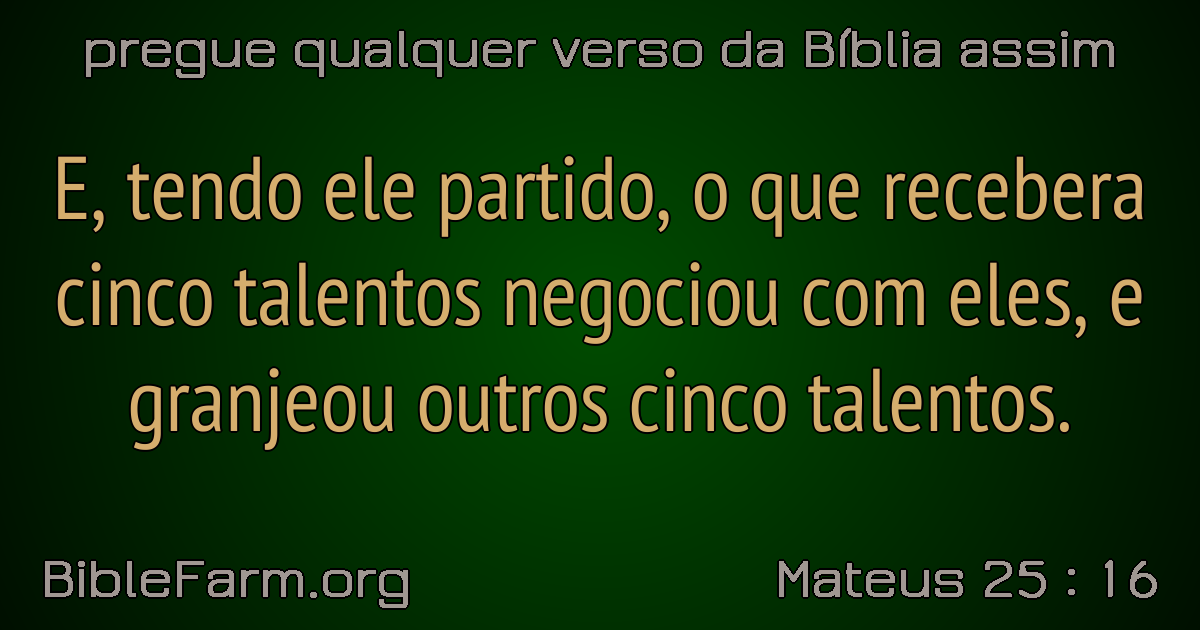 pregue qualquer verso da Bíblia assim
E, tendo ele partido, o que recebera
cinco talentos negociou com eles, e
granjeou outros cinco talentos.
BibleFarm.org
Mateus 25 : 16